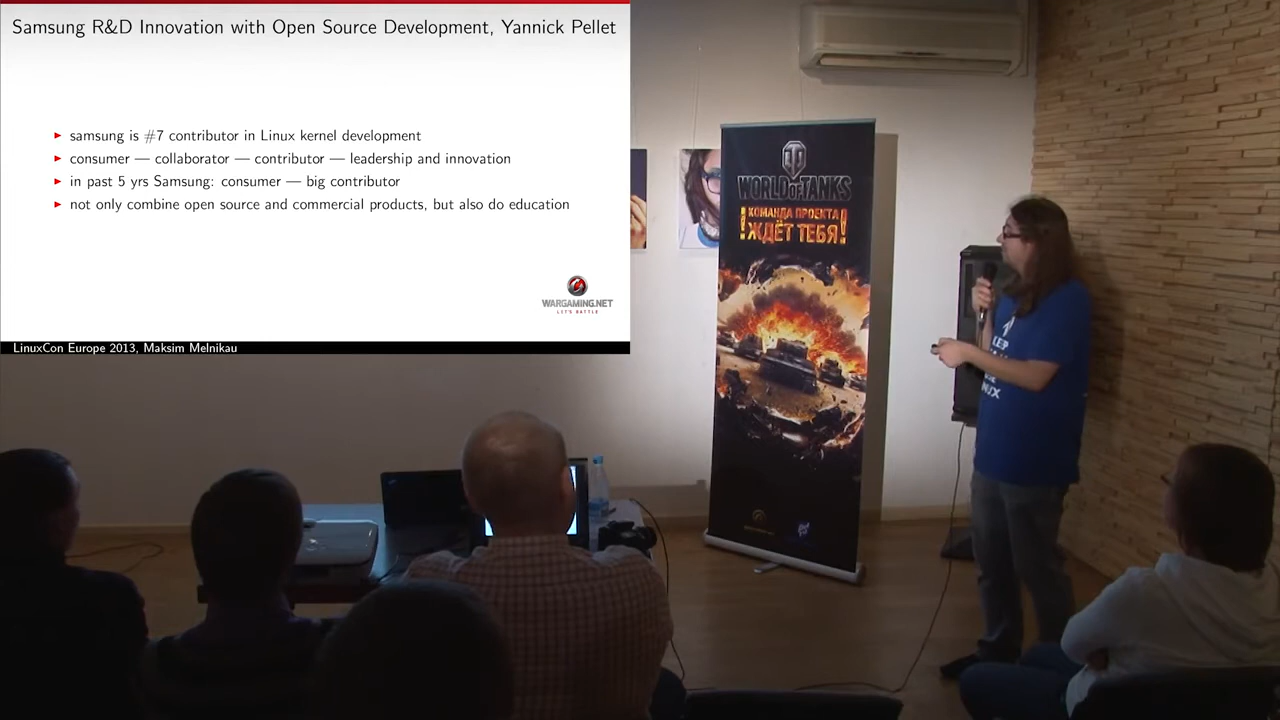 Samsung R&D Innovation with Open Source Development, Yannick Pellet
samsung is #7 contributor in Linux kernel development
consumer — collaborator — contributor — leadership and innovation
in past 5 yrs Samsung: consumer — big contributor
not only combine open source and commercial products, but also do education
WARGAMING.NET
LET'S BATTLE
LinuxCon Europe 2013, Maksim Melnikau
WORLD OF TANKS
КОМАНДА ПРОЕКТА
ЖДЁТ ТЕБЯ!